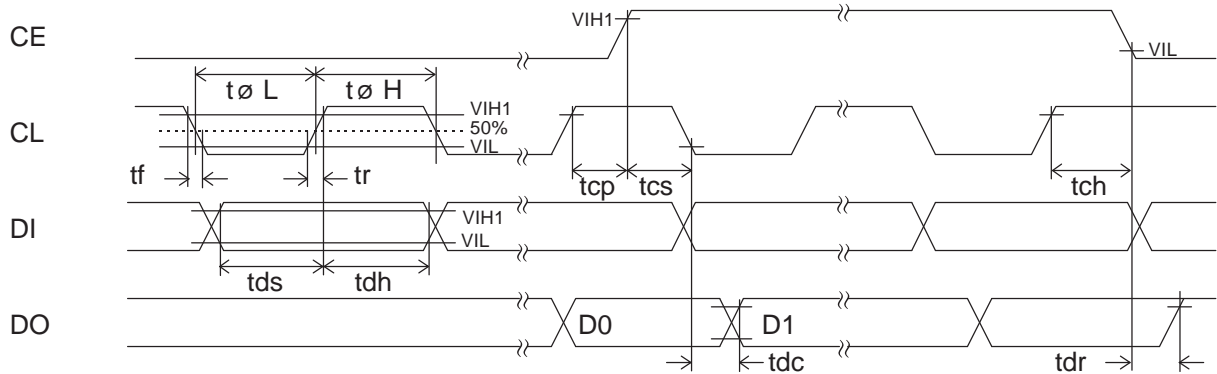 CE
VIH1
VIL
tø L
tø H
CL
VIH1
50%
VIL
tf
tr
tcp
tcs
tch
DI
VIH1
VIL
tds
tdh
DO
D0
D1
tdc
tdr